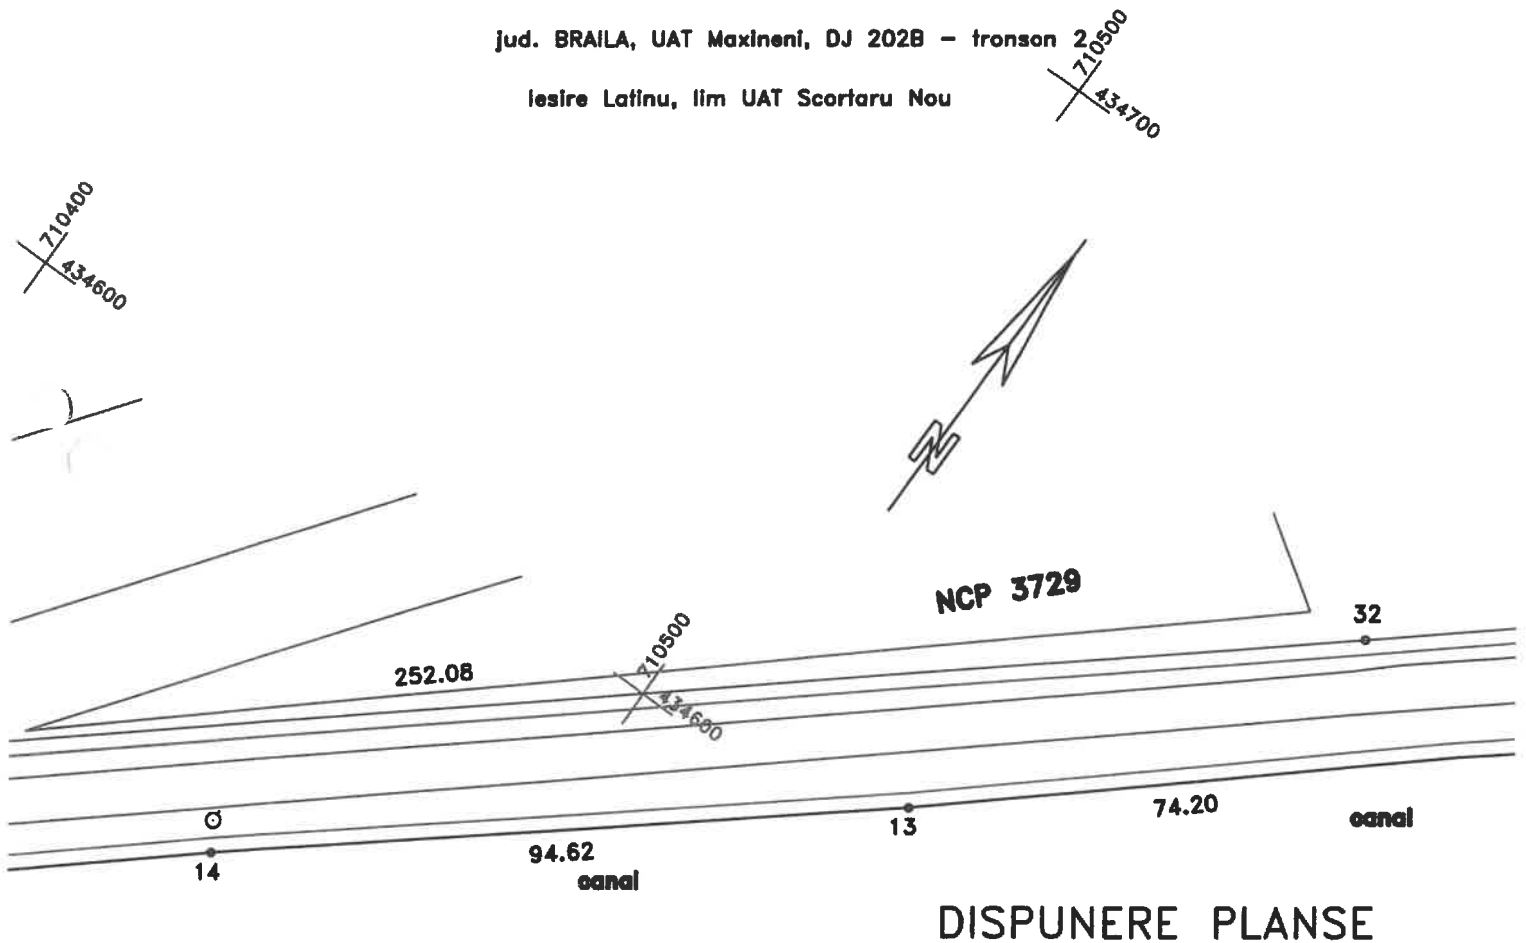 jud. BRAILA, UAT Maxineni, DJ 202B - tronson 2
iesire Latinu, lim UAT Scortaru Nou
710500
434700
710400
434600
N
NCP 3729
32
710500
252.08
434600
74.20
canal
13
94.62
14
canal
DISPUNERE PLANSE